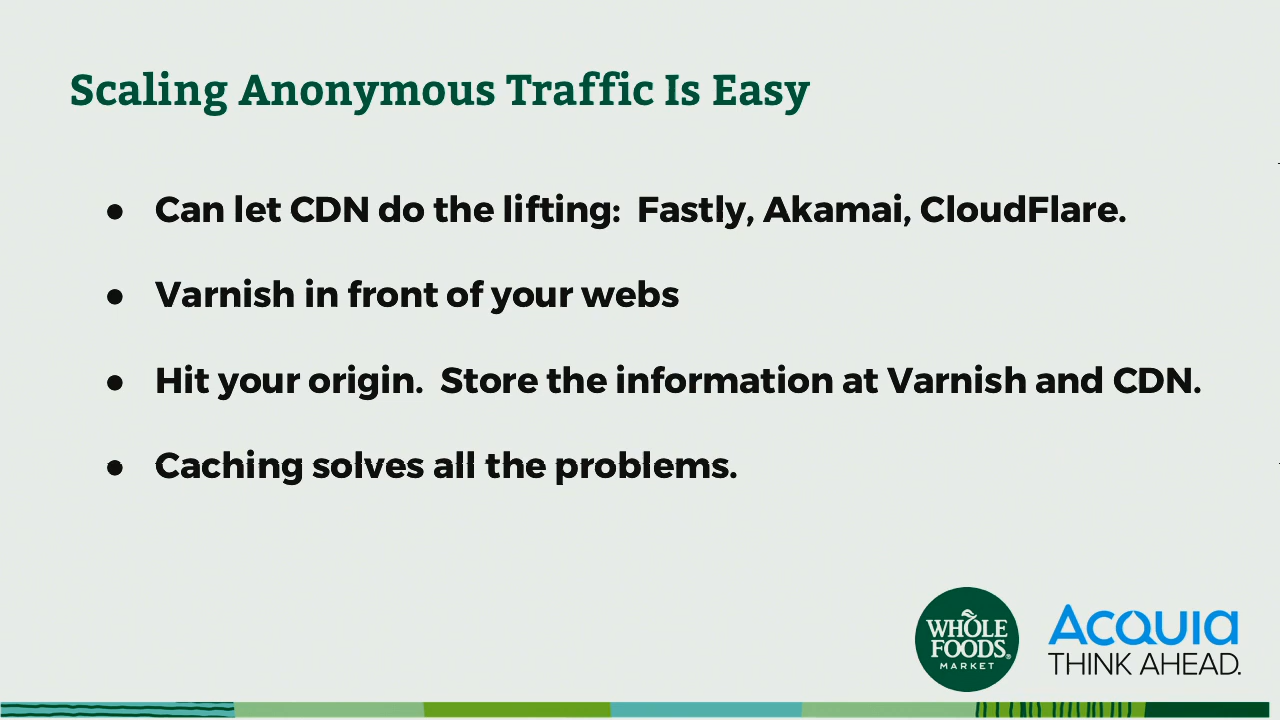 Scaling Anonymous Traffic Is Easy
● Can let CDN do the lifting:  Fastly, Akamai, CloudFlare.
● Varnish in front of your webs
● Hit your origin.  Store the information at Varnish and CDN.
● Caching solves all the problems.
WHOLE
FOODS®
MARKET
ACQUIA
THINK AHEAD.